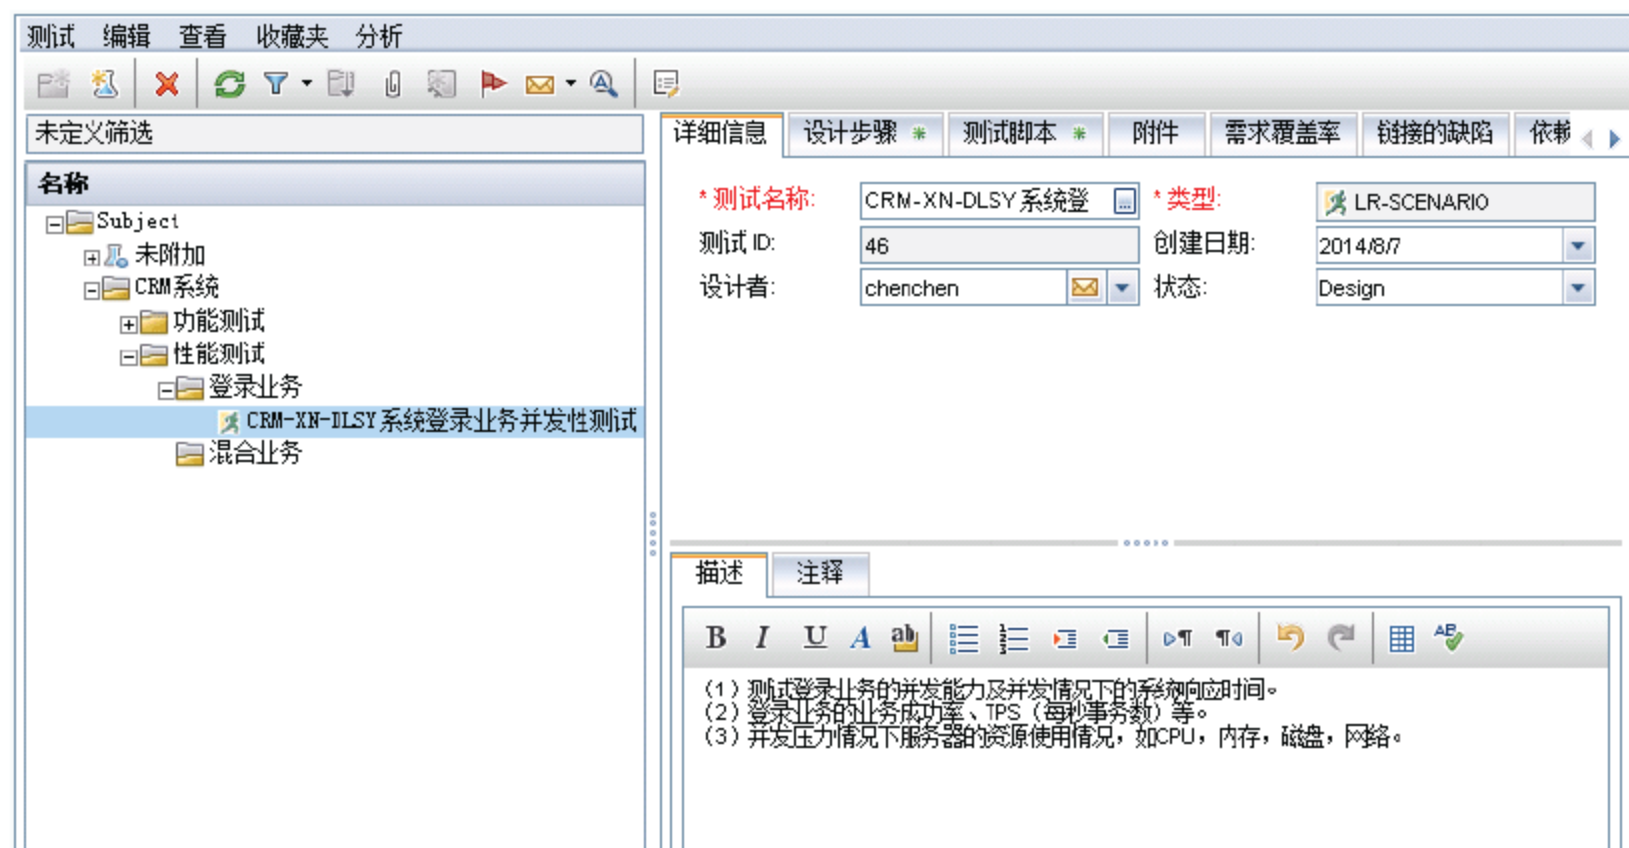 测试 编辑 查看 收藏夹 分析
未定义筛选
名称
Subject
未附加
CRM系统
功能测试
性能测试
登录业务
CRM-XN-DLSY系统登录业务并发性测试
混合业务
详细信息 设计步骤 * 测试脚本 * 附件 需求覆盖率 链接的缺陷 依赖
*测试名称: CRM-XN-DLSY系统登 ... *类型: LR-SCENARIO
测试 ID: 46 创建日期: 2014/8/7
设计者: chenchen 状态: Design
描述 注释
B I U A ab
(1) 测试登录业务的并发能力及并发情况下的系统响应时间。
(2) 登录业务的业务成功率、TPS（每秒事务数）等。
(3) 并发压力情况下服务器的资源使用情况，如CPU，内存，磁盘，网络。